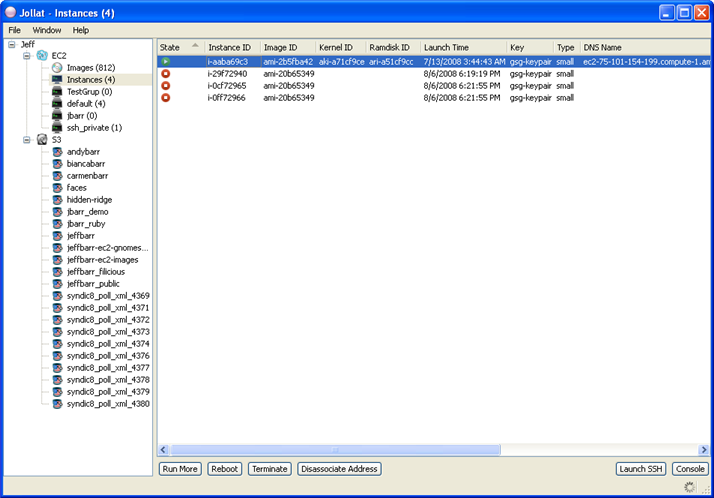 Jollat - Instances (4)
File Window Help
Jeff
EC2
Images (812)
Instances (4)
TestGrup (0)
default (4)
jbarr (0)
ssh_private (1)
S3
andybarr
biancabarr
carmenbarr
faces
hidden-ridge
jbarr_demo
jbarr_ruby
jeffbarr
jeffbarr-ec2-gnomes...
jeffbarr-ec2-images
jeffbarr_filicious
jeffbarr_public
syndic8_poll_xml_4369
syndic8_poll_xml_4371
syndic8_poll_xml_4372
syndic8_poll_xml_4373
syndic8_poll_xml_4374
syndic8_poll_xml_4376
syndic8_poll_xml_4377
syndic8_poll_xml_4378
syndic8_poll_xml_4379
syndic8_poll_xml_4380
State Instance ID Image ID Kernel ID Ramdisk ID Launch Time Key Type DNS Name
i-aaba69c3 ami-2b5fba42 aki-a71cf9ce ari-a51cf9cc 7/13/2008 3:44:43 AM gsg-keypair small ec2-75-101-154-199.compute-1.am
i-29f72940 ami-20b65349 8/6/2008 6:19:19 PM gsg-keypair small
i-0cf72965 ami-20b65349 8/6/2008 6:21:55 PM gsg-keypair small
i-0ff72966 ami-20b65349 8/6/2008 6:21:55 PM gsg-keypair small
Run More Reboot Terminate Disassociate Address Launch SSH Console